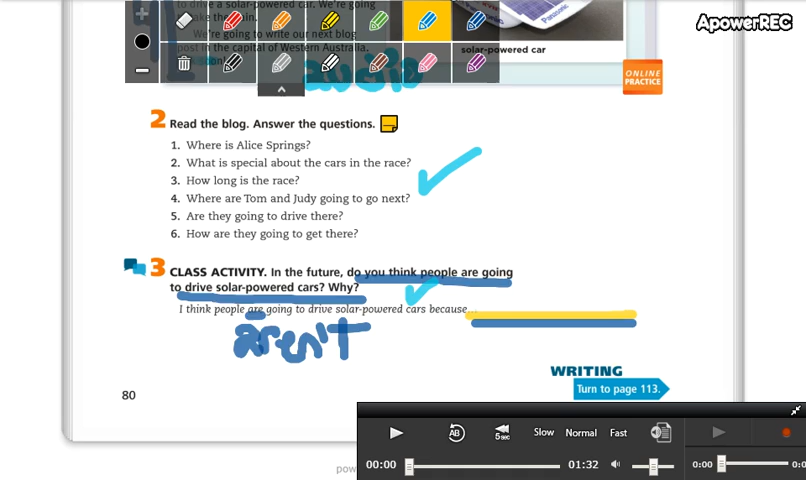 to drive a solar-powered car. We're going
We're going to write our next blog
post in the capital of Western Australia.
Panasonic
solar-powered car
ApowerREC
audio
ONLINE
PRACTICE
2 Read the blog. Answer the questions.
1. Where is Alice Springs?
2. What is special about the cars in the race?
3. How long is the race?
4. Where are Tom and Judy going to go next?
5. Are they going to drive there?
6. How are they going to get there?
3 CLASS ACTIVITY. In the future, do you think people are going
to drive solar-powered cars? Why?
I think people are going to drive solar-powered cars because...
aren't
WRITING
Turn to page 113.
80
AB
5 sec
Slow
Normal
Fast
00:00
01:32
0:00
pow